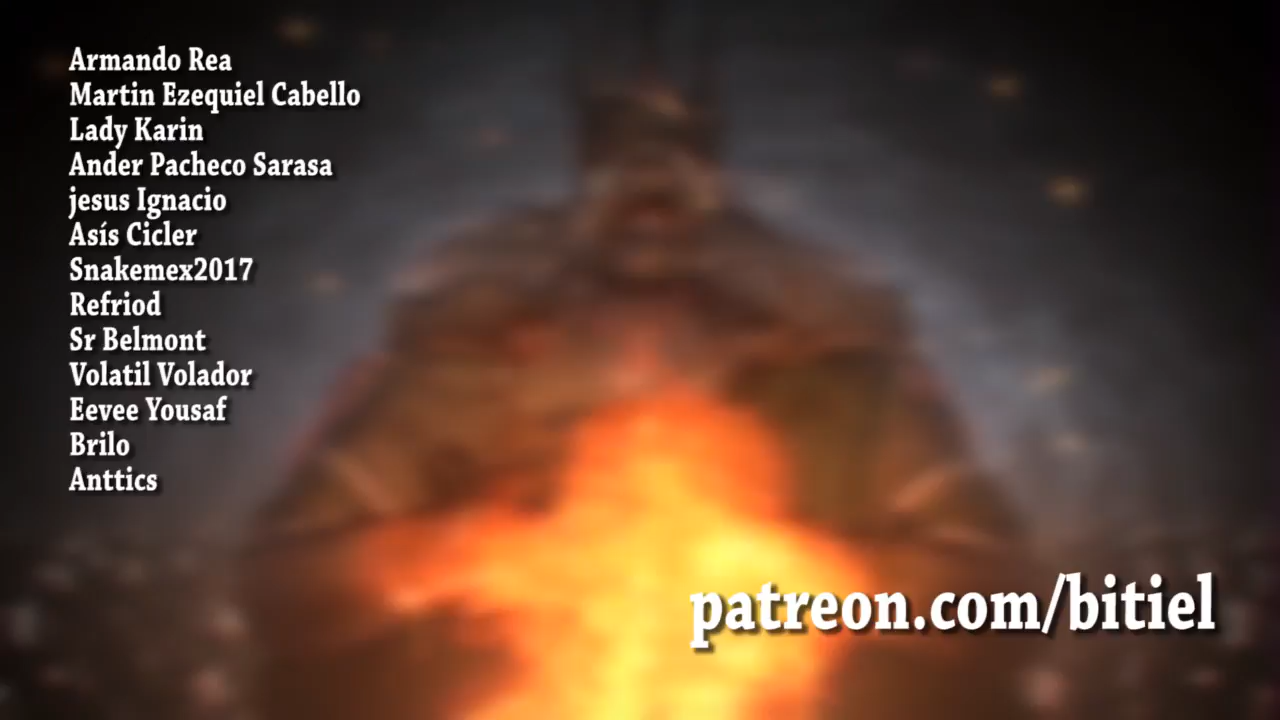 Armando Rea
Martin Ezequiel Cabello
Lady Karin
Ander Pacheco Sarasa
jesus Ignacio
Asís Cicler
Snakemex2017
Refriod
Sr Belmont
Volatil Volador
Eevee Yousaf
Brilo
Anttics
patreon.com/bitiel